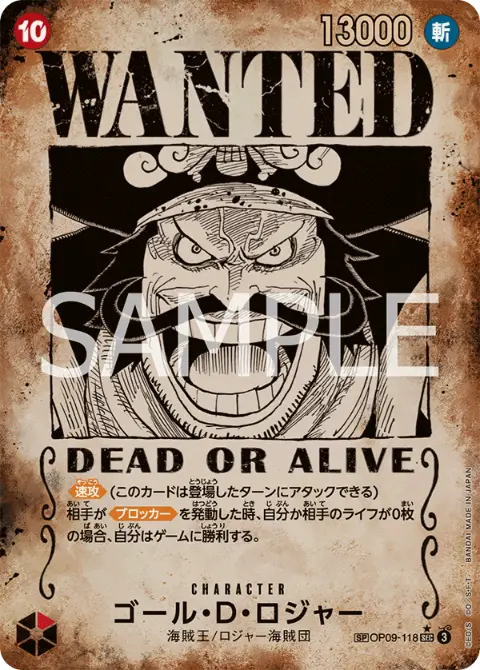 10
13000
斬
WANTED
SAMPLE
DEAD OR ALIVE
速攻 (このカードは登場したターンにアタックできる)
相手が ブロッカー を発動した時、自分か相手のライフが0枚
の場合、自分はゲームに勝利する。
CHARACTER
ゴール・D・ロジャー
海賊王/ロジャー海賊団
SP OP09-118 SEC 3
BANDAI MADE IN JAPAN